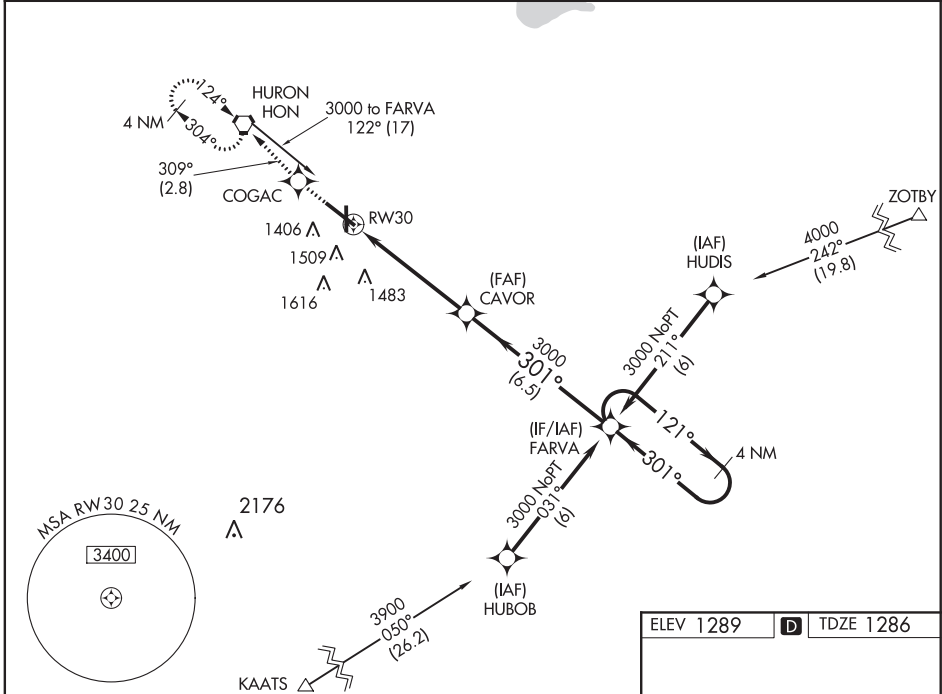 HURON
HON
124°
4 NM
304°
3000 to FARVA
122° (17)
309°
(2.8)
COGAC
RW30
1406
1509
1616
1483
(FAF)
CAVOR
ZOTBY
4000
242°
(19.8)
(IAF)
HUDIS
3000 NoPT
211°
(6)
3000
301°
(6.5)
(IF/IAF)
FARVA
121°
301°
4 NM
3000 NoPT
031°
(6)
(IAF)
HUBOB
MSA RW30 25 NM
3400
2176
3900
050°
(26.2)
KAATS
ELEV 1289 D TDZE 1286